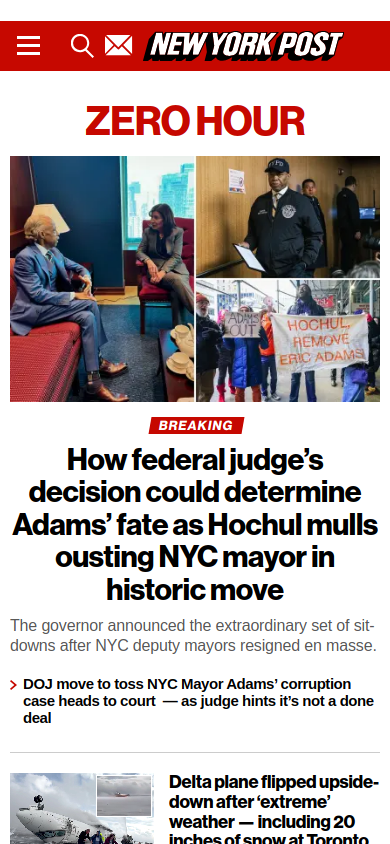 NEW YORK POST
ZERO HOUR
NYPD
ADAMS
OUT
HOCHUL,
REMOVE
ERIC ADAMS
BREAKING
How federal judge’s
decision could determine
Adams’ fate as Hochul mulls
ousting NYC mayor in
historic move
The governor announced the extraordinary set of sit-
downs after NYC deputy mayors resigned en masse.
DOJ move to toss NYC Mayor Adams’ corruption
case heads to court — as judge hints it’s not a done
deal
Delta plane flipped upside-
down after ‘extreme’
weather — including 20
inches of snow at Toronto